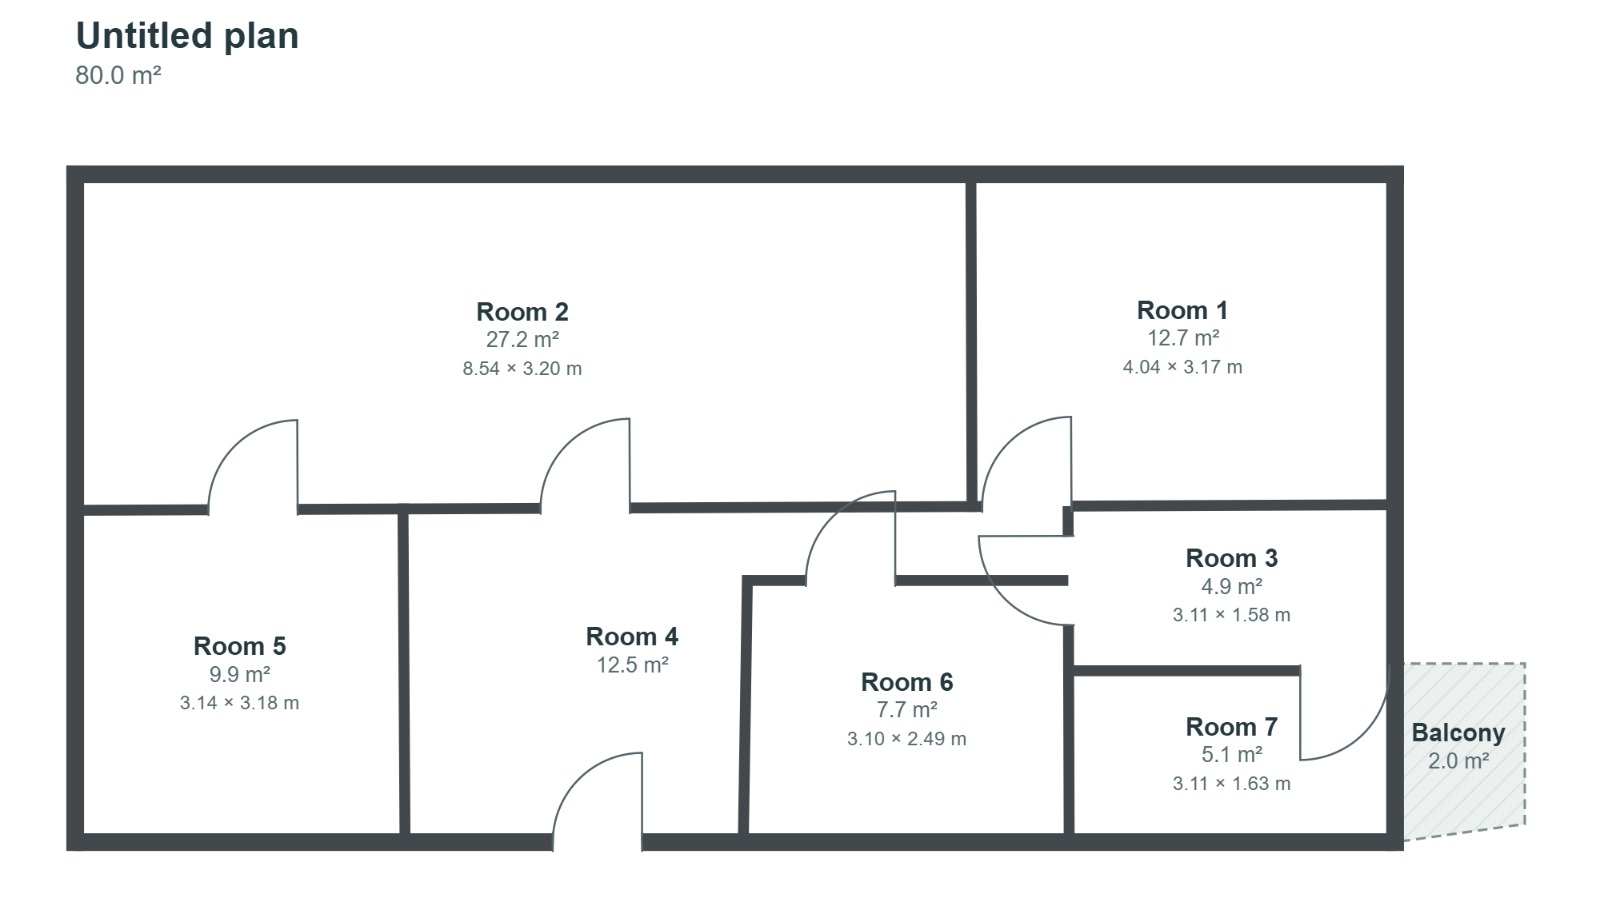 Untitled plan
80.0 m²
Room 2
27.2 m²
8.54 × 3.20 m
Room 1
12.7 m²
4.04 × 3.17 m
Room 3
4.9 m²
3.11 × 1.58 m
Room 5
9.9 m²
3.14 × 3.18 m
Room 4
12.5 m²
Room 6
7.7 m²
3.10 × 2.49 m
Room 7
5.1 m²
3.11 × 1.63 m
Balcony
2.0 m²